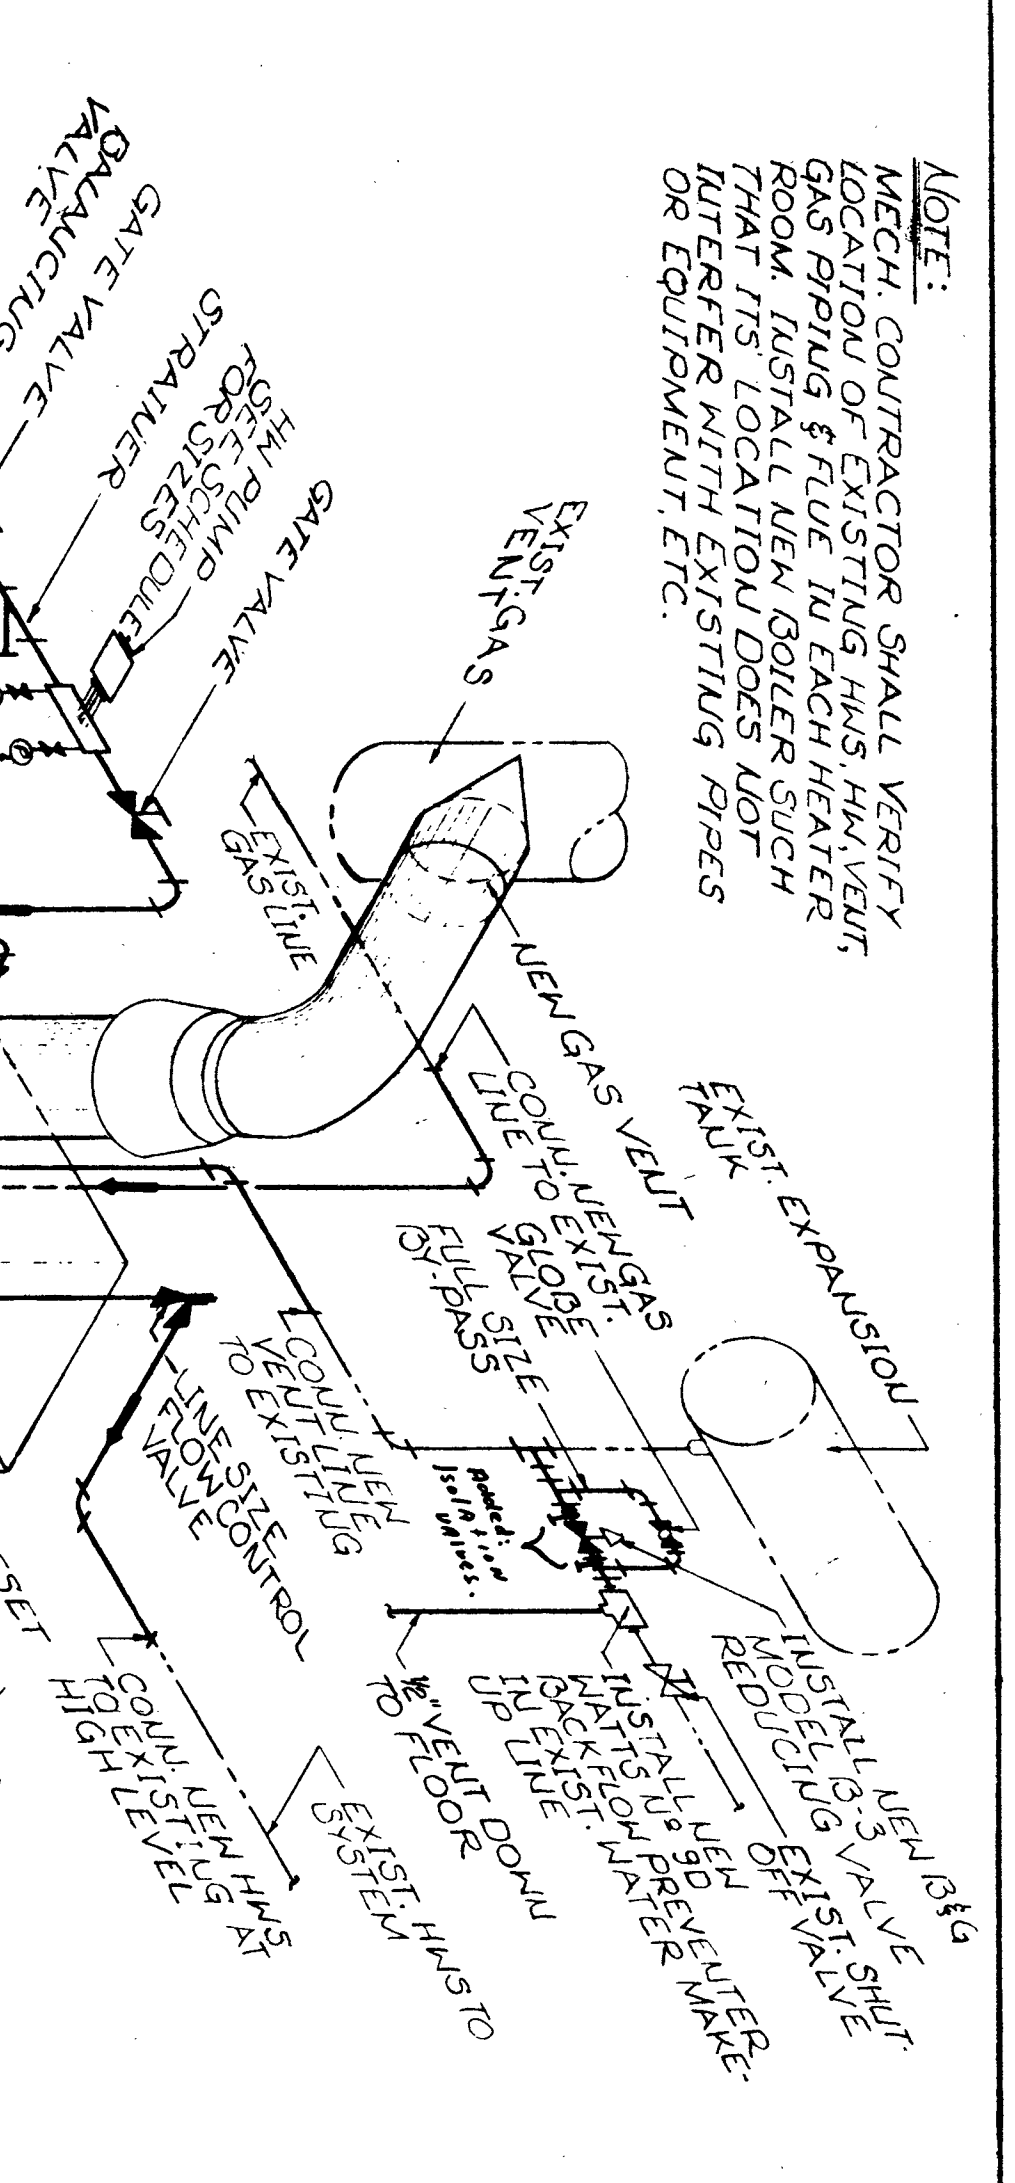 NOTE:
MECH. CONTRACTOR SHALL VERIFY
LOCATION OF EXISTING HWS, HW, VENT,
GAS PIPING & FLUE IN EACH HEATER
ROOM. INSTALL NEW BOILER SUCH
THAT ITS' LOCATION DOES NOT
INTERFER WITH EXISTING PIPES
OR EQUIPMENT, ETC.
BALANCING
VALVE
GATE VALVE
STRAINER
HW PUMP
SEE SCHEDULE
FOR SIZES
GATE VALVE
EXIST. GAS
VENT
EXIST.
GAS LINE
NEW GAS VENT
CONN. NEW GAS
LINE TO EXIST.
EXIST. EXPANSION
TANK
GLOBE
VALVE
FULL SIZE
BY-PASS
CONN. NEW
VENT LINE
TO EXISTING
LINE SIZE
FLOW CONTROL
VALVE
Added:
IsolAtion
valves.
INSTALL NEW B&G
MODEL B-3
REDUCING VALVE
EXIST. SHUT-
OFF VALVE
INSTALL NEW
WATTS Nº 9D
BACKFLOW PREVENTER
IN EXIST. WATER MAKE-
UP LINE
1/2" VENT DOWN
TO FLOOR
EXIST. HWS TO
SYSTEM
CONN. NEW HWS
TO EXISTING AT
HIGH LEVEL
SET